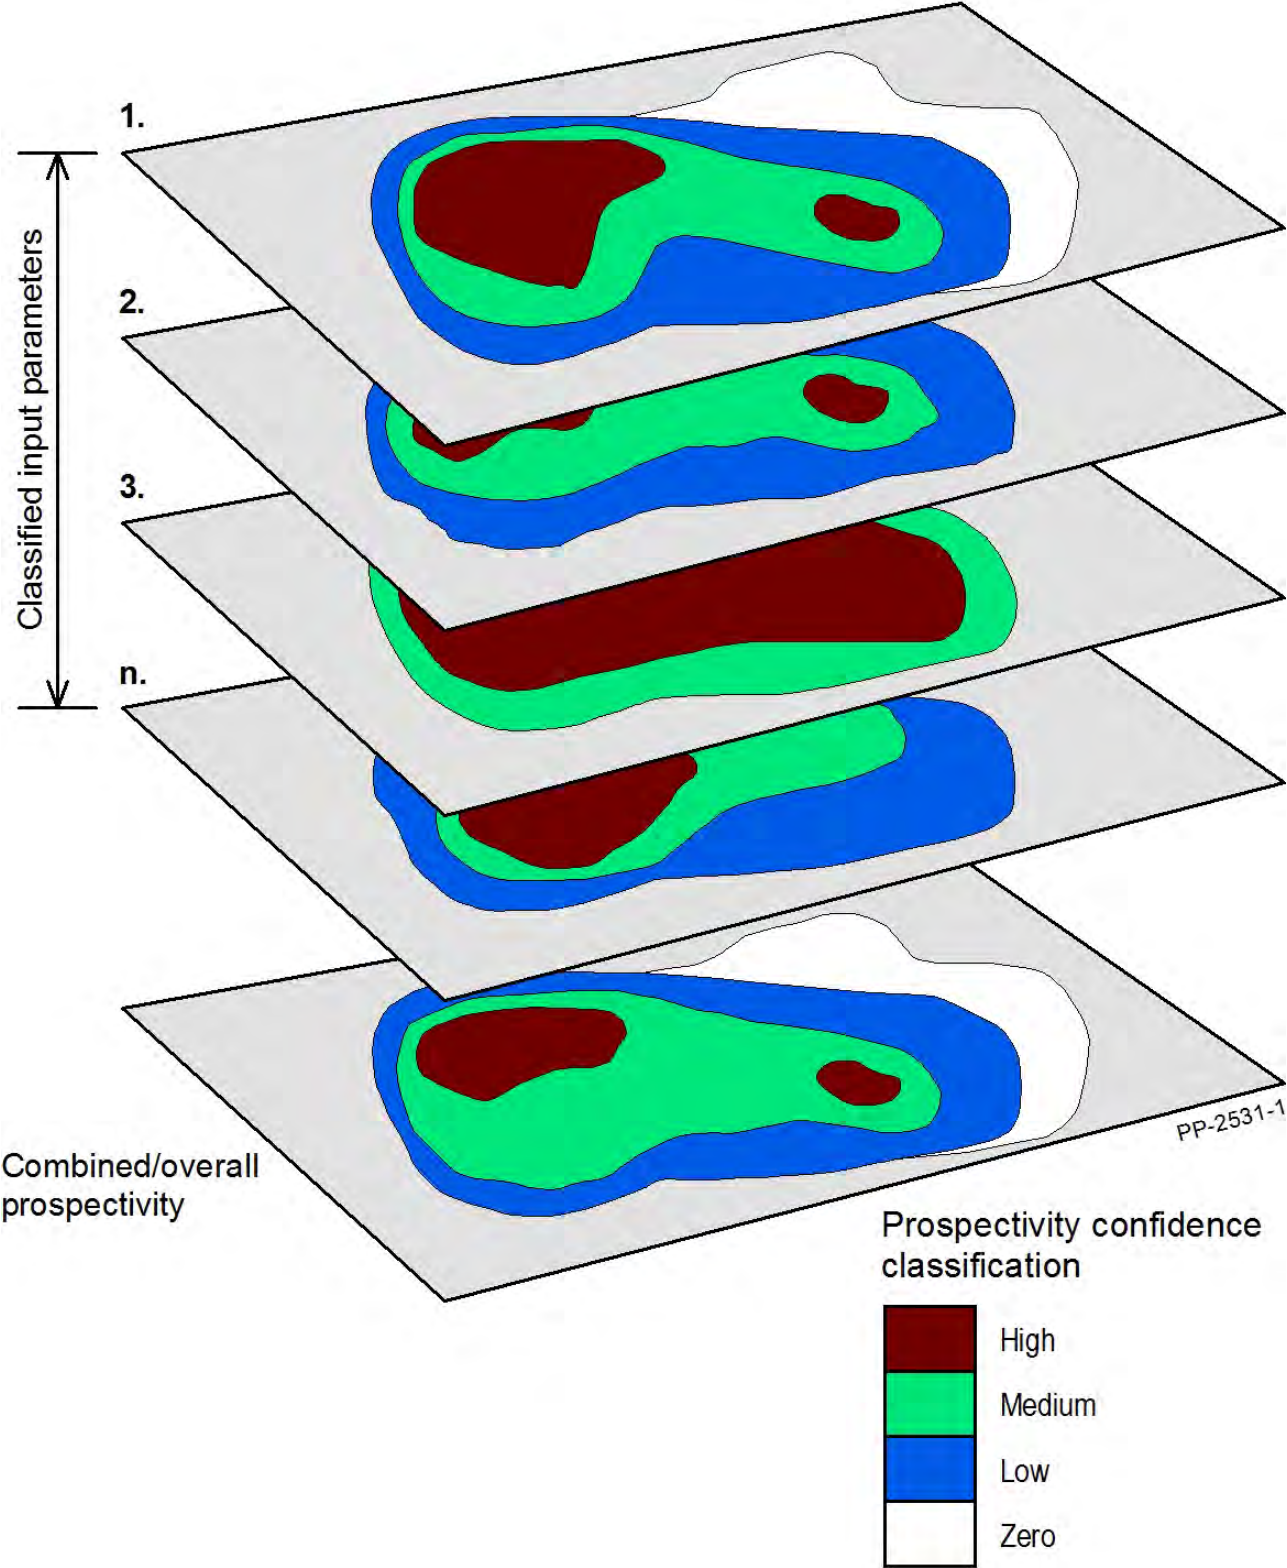 1.
2.
3.
n.
Classified input parameters
Combined/overall
prospectivity
PP-2531-1
Prospectivity confidence
classification
High
Medium
Low
Zero